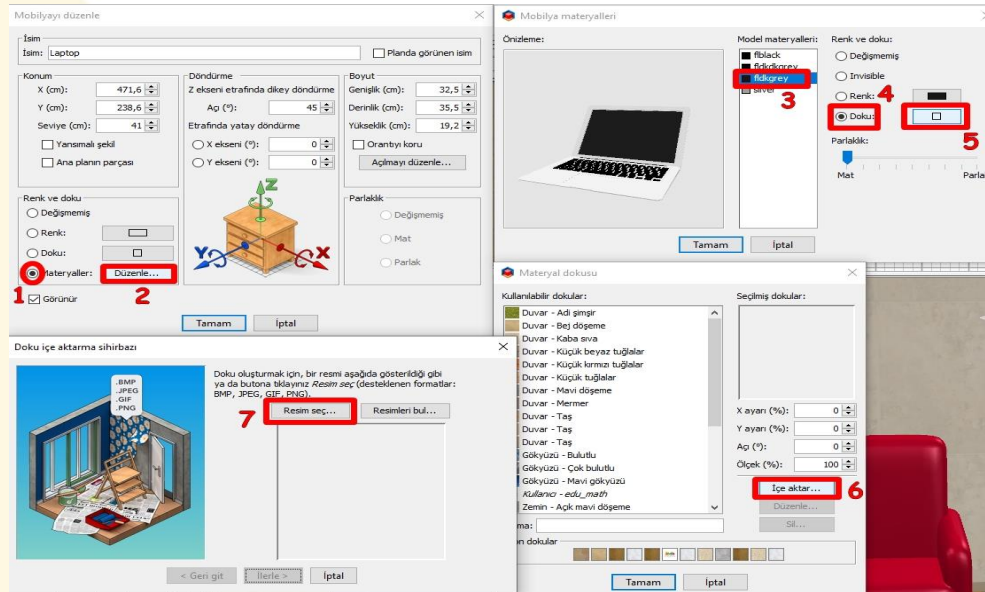 Mobilyayı düzenle
İsim
İsim: Laptop
Planda görünen isim
Konum
X (cm): 471,6
Y (cm): 238,6
Seviye (cm): 41
Yansımalı şekil
Ana planın parçası
Döndürme
Z ekseni etrafında dikey döndürme
Açı (°): 45
Etrafında yatay döndürme
X ekseni (°): 0
Y ekseni (°): 0
Boyut
Genişlik (cm): 32,5
Derinlik (cm): 35,5
Yükseklik (cm): 19,2
Orantıyı koru
Açılmayı düzenle...
Renk ve doku
Değişmemiş
Renk:
Doku:
Materyaller: Düzenle...
1 2
Görünür
Z
Y X
Parlaklık
Değişmemiş
Mat
Parlak
Tamam İptal
Mobilya materyalleri
Önizleme:
Model materyalleri:
flblack
fldkdkgrey
fldkgrey
silver
3
Renk ve doku:
Değişmemiş
Invisible
Renk: 4
Doku:
5
Parlaklık:
Mat Parla
Tamam İptal
Doku içe aktarma sihirbazı
.BMP
.JPEG
.GIF
.PNG
Doku oluşturmak için, bir resmi aşağıda gösterildiği gibi
ya da butona tıklayınız Resim seç (desteklenen formatlar:
BMP, JPEG, GIF, PNG).
7 Resim seç... Resimleri bul...
< Geri git İlerle > İptal
Materyal dokusu
Kullanılabilir dokular:
Duvar - Adi şimşir
Duvar - Bej döşeme
Duvar - Kaba sıva
Duvar - Küçük beyaz tuğlalar
Duvar - Küçük kırmızı tuğlalar
Duvar - Küçük tuğlalar
Duvar - Mavi döşeme
Duvar - Mermer
Duvar - Taş
Duvar - Taş
Duvar - Taş
Gökyüzü - Bulutlu
Gökyüzü - Çok bulutlu
Gökyüzü - Mavi gökyüzü
Kullanıcı - edu_math
Zemin - Açık mavi döşeme
ma:
on dokular
Seçilmiş dokular:
X ayarı (%): 0
Y ayarı (%): 0
Açı (°): 0
Ölçek (%): 100
İçe aktar... 6
Düzenle...
Sil...
Tamam İptal